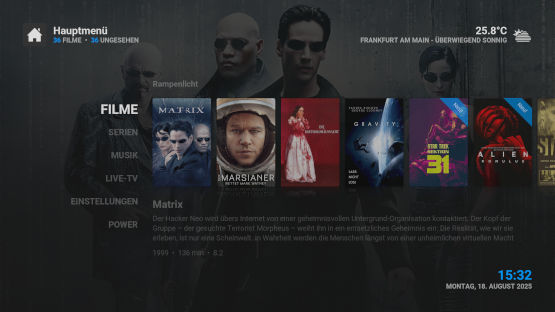 Hauptmenü
36 FILME • 36 UNGESEHEN
25.8°C
FRANKFURT AM MAIN - ÜBERWIEGEND SONNIG
Rampenlicht
FILME
SERIEN
MUSIK
LIVE-TV
EINSTELLUNGEN
POWER
MATRIX
MARSIANER
RETTET MARK WATNEY
DIE
GRAVITY
LASS
NICHT
LOS!
Neu!
STAR TREK
SEKTION
31
Neu!
ALIEN
ROMULUS
Matrix
Der Hacker Neo wird übers Internet von einer geheimnisvollen Untergrund-Organisation kontaktiert. Der Kopf der
Gruppe – der gesuchte Terrorist Morpheus – weiht ihn in ein entsetzliches Geheimnis ein: Die Realität, wie wir sie
erleben, ist nur eine Scheinwelt. In Wahrheit werden die Menschen längst von einer unheimlichen virtuellen Macht
1999 • 136 min • 8.2
15:32
MONTAG, 18. AUGUST 2025